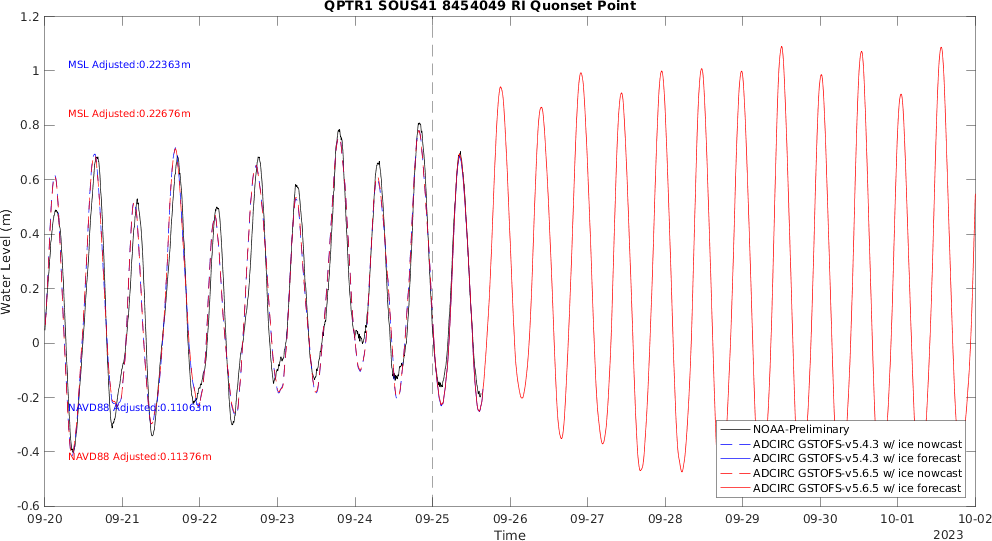 QPTR1 SOUS41 8454049 RI Quonset Point
1.2
1
0.8
0.6
0.4
0.2
0
-0.2
-0.4
-0.6
Water Level (m)
MSL Adjusted:0.22363m
MSL Adjusted:0.22676m
NAVD88 Adjusted:0.11063m
NAVD88 Adjusted:0.11376m
NOAA-Preliminary
ADCIRC GSTOFS-v5.4.3 w/ ice nowcast
ADCIRC GSTOFS-v5.4.3 w/ ice forecast
ADCIRC GSTOFS-v5.6.5 w/ ice nowcast
ADCIRC GSTOFS-v5.6.5 w/ ice forecast
09-20 09-21 09-22 09-23 09-24 09-25 09-26 09-27 09-28 09-29 09-30 10-01 10-02
Time
2023